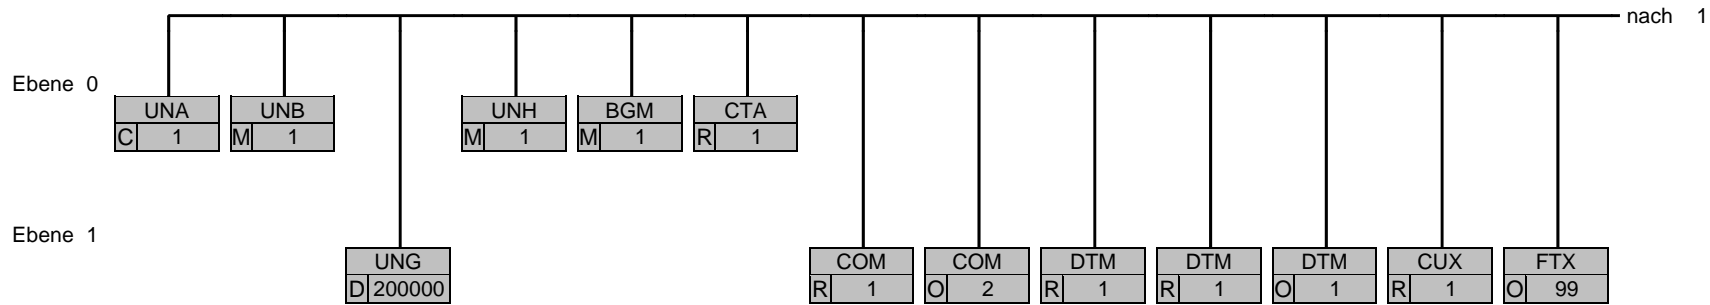 nach 1
Ebene 0
UNA UNB UNH BGM CTA
C 1 M 1 M 1 M 1 R 1
Ebene 1
UNG COM COM DTM DTM DTM CUX FTX
D 200000 R 1 O 2 R 1 R 1 O 1 R 1 O 99